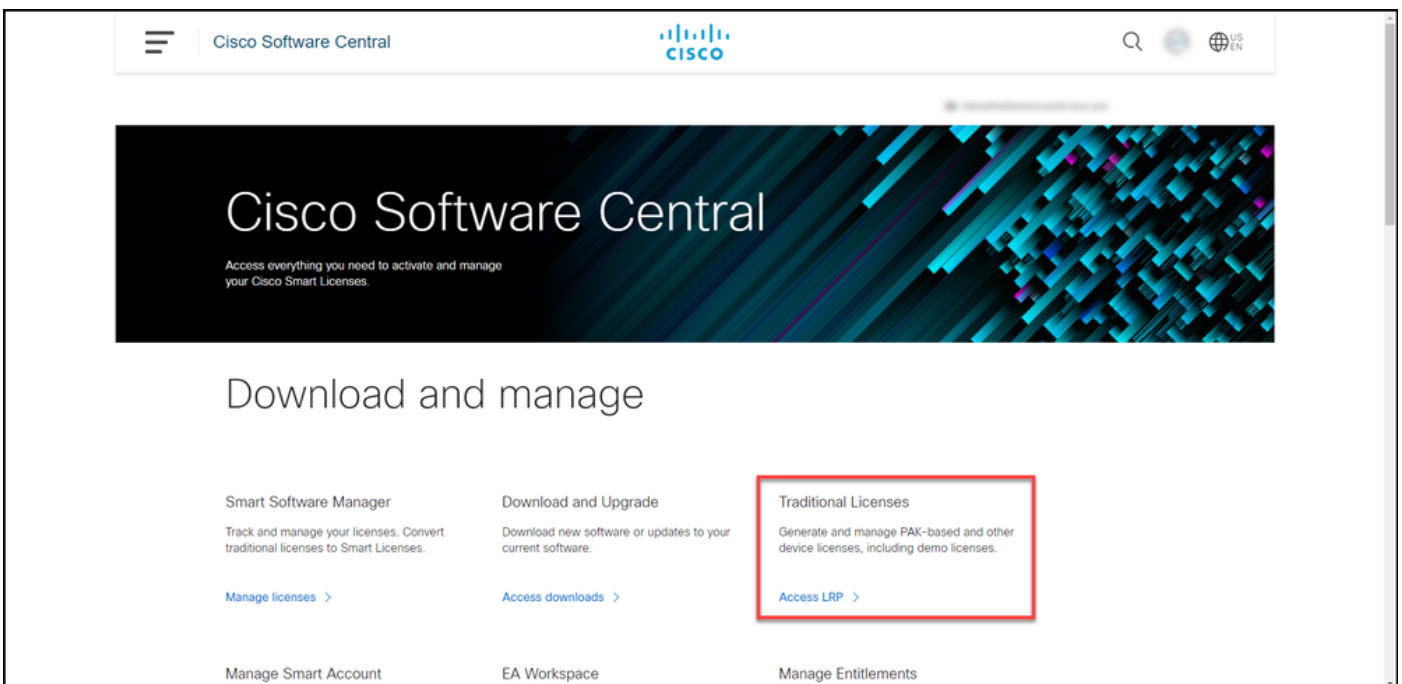 Cisco Software Central
CISCO
US
EN
Cisco Software Central
Access everything you need to activate and manage
your Cisco Smart Licenses.
Download and manage
Smart Software Manager
Track and manage your licenses. Convert
traditional licenses to Smart Licenses.
Manage licenses >
Download and Upgrade
Download new software or updates to your
current software.
Access downloads >
Traditional Licenses
Generate and manage PAK-based and other
device licenses, including demo licenses.
Access LRP >
Manage Smart Account
EA Workspace
Manage Entitlements